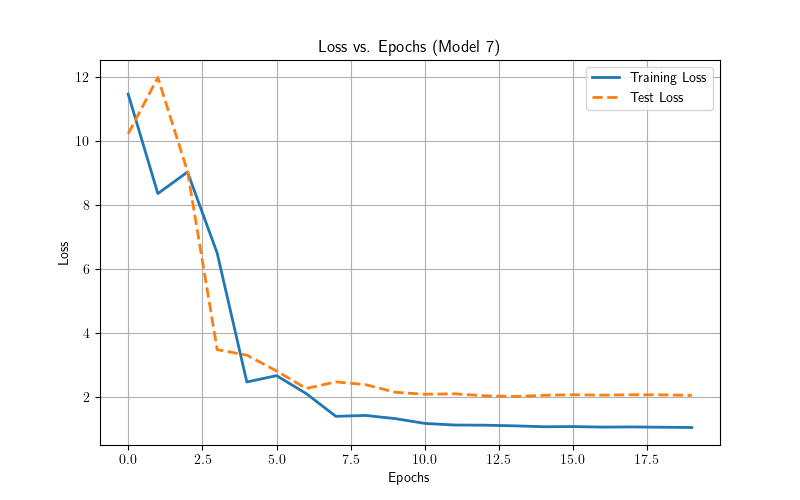 Loss vs. Epochs (Model 7)
Training Loss
Test Loss
12
10
8
6
4
2
Loss
0.0 2.5 5.0 7.5 10.0 12.5 15.0 17.5
Epochs